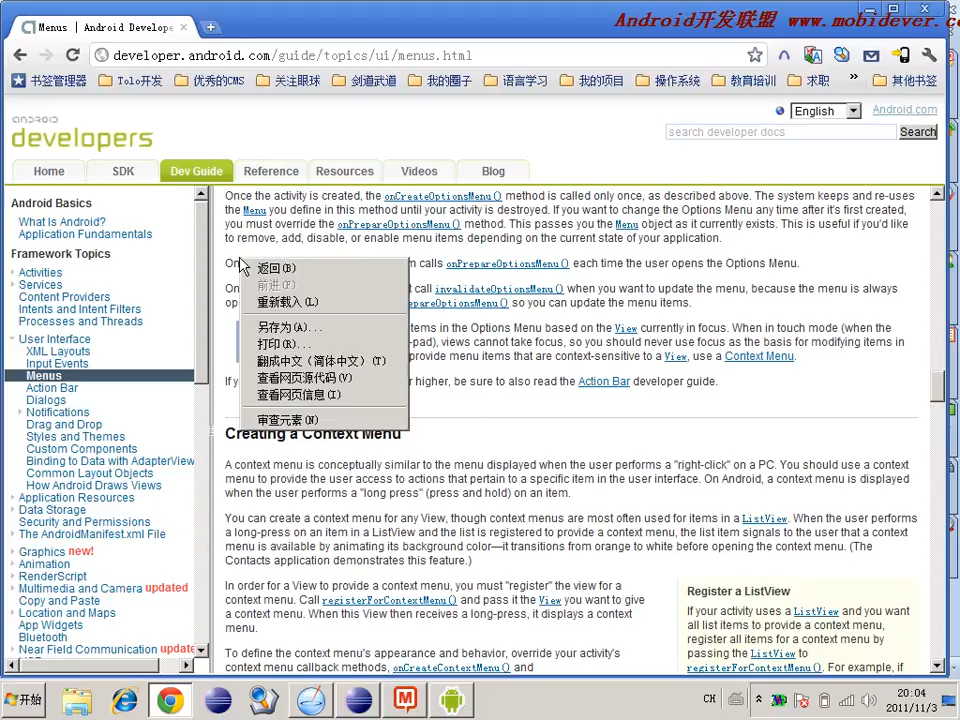 Android开发联盟 www.mobidever.c
Menus | Android Develope
developer.android.com/guide/topics/ui/menus.html
书签管理器 Tolo开发 优秀的CMS 关注眼球 剑道武道 我的圈子 语言学习 我的项目 操作系统 教育培训 求职 » 其他书签
English Android.com
android
developers
search developer docs Search
Home SDK Dev Guide Reference Resources Videos Blog
Android Basics
What Is Android?
Application Fundamentals
Framework Topics
Activities
Services
Content Providers
Intents and Intent Filters
Processes and Threads
User Interface
XML Layouts
Input Events
Menus
Action Bar
Dialogs
Notifications
Drag and Drop
Styles and Themes
Custom Components
Binding to Data with AdapterView
Common Layout Objects
How Android Draws Views
Application Resources
Data Storage
Security and Permissions
The AndroidManifest.xml File
Graphics new!
Animation
RenderScript
Multimedia and Camera updated
Copy and Paste
Location and Maps
App Widgets
Bluetooth
Near Field Communication update
Once the activity is created, the onCreateOptionsMenu() method is called only once, as described above. The system keeps and re-uses
the Menu you define in this method until your activity is destroyed. If you want to change the Options Menu any time after it's first created,
you must override the onPrepareOptionsMenu() method. This passes you the Menu object as it currently exists. This is useful if you'd like
to remove, add, disable, or enable menu items depending on the current state of your application.
On
m calls onPrepareOptionsMenu() each time the user opens the Options Menu.
On
t call invalidateOptionsMenu() when you want to update the menu, because the menu is always
ope
epareOptionsMenu() so you can update the menu items.
tems in the Options Menu based on the View currently in focus. When in touch mode (when the
-pad), views cannot take focus, so you should never use focus as the basis for modifying items in
provide menu items that are context-sensitive to a View, use a Context Menu.
If y
or higher, be sure to also read the Action Bar developer guide.
返回(B)
前进(F)
重新载入(L)
另存为(A)...
打印(R)...
翻成中文（简体中文）(T)
查看网页源代码(V)
查看网页信息(I)
审查元素(N)
Creating a Context Menu
A context menu is conceptually similar to the menu displayed when the user performs a "right-click" on a PC. You should use a context
menu to provide the user access to actions that pertain to a specific item in the user interface. On Android, a context menu is displayed
when the user performs a "long press" (press and hold) on an item.
You can create a context menu for any View, though context menus are most often used for items in a ListView. When the user performs
a long-press on an item in a ListView and the list is registered to provide a context menu, the list item signals to the user that a context
menu is available by animating its background color—it transitions from orange to white before opening the context menu. (The
Contacts application demonstrates this feature.)
In order for a View to provide a context menu, you must "register" the view for a
context menu. Call registerForContextMenu() and pass it the View you want to give
a context menu. When this View then receives a long-press, it displays a context
menu.
To define the context menu's appearance and behavior, override your activity's
context menu callback methods, onCreateContextMenu() and
Register a ListView
If your activity uses a ListView and you want
all list items to provide a context menu,
register all items for a context menu by
passing the ListView to
registerForContextMenu(). For example, if
开始
CH
20:04
2011/11/3